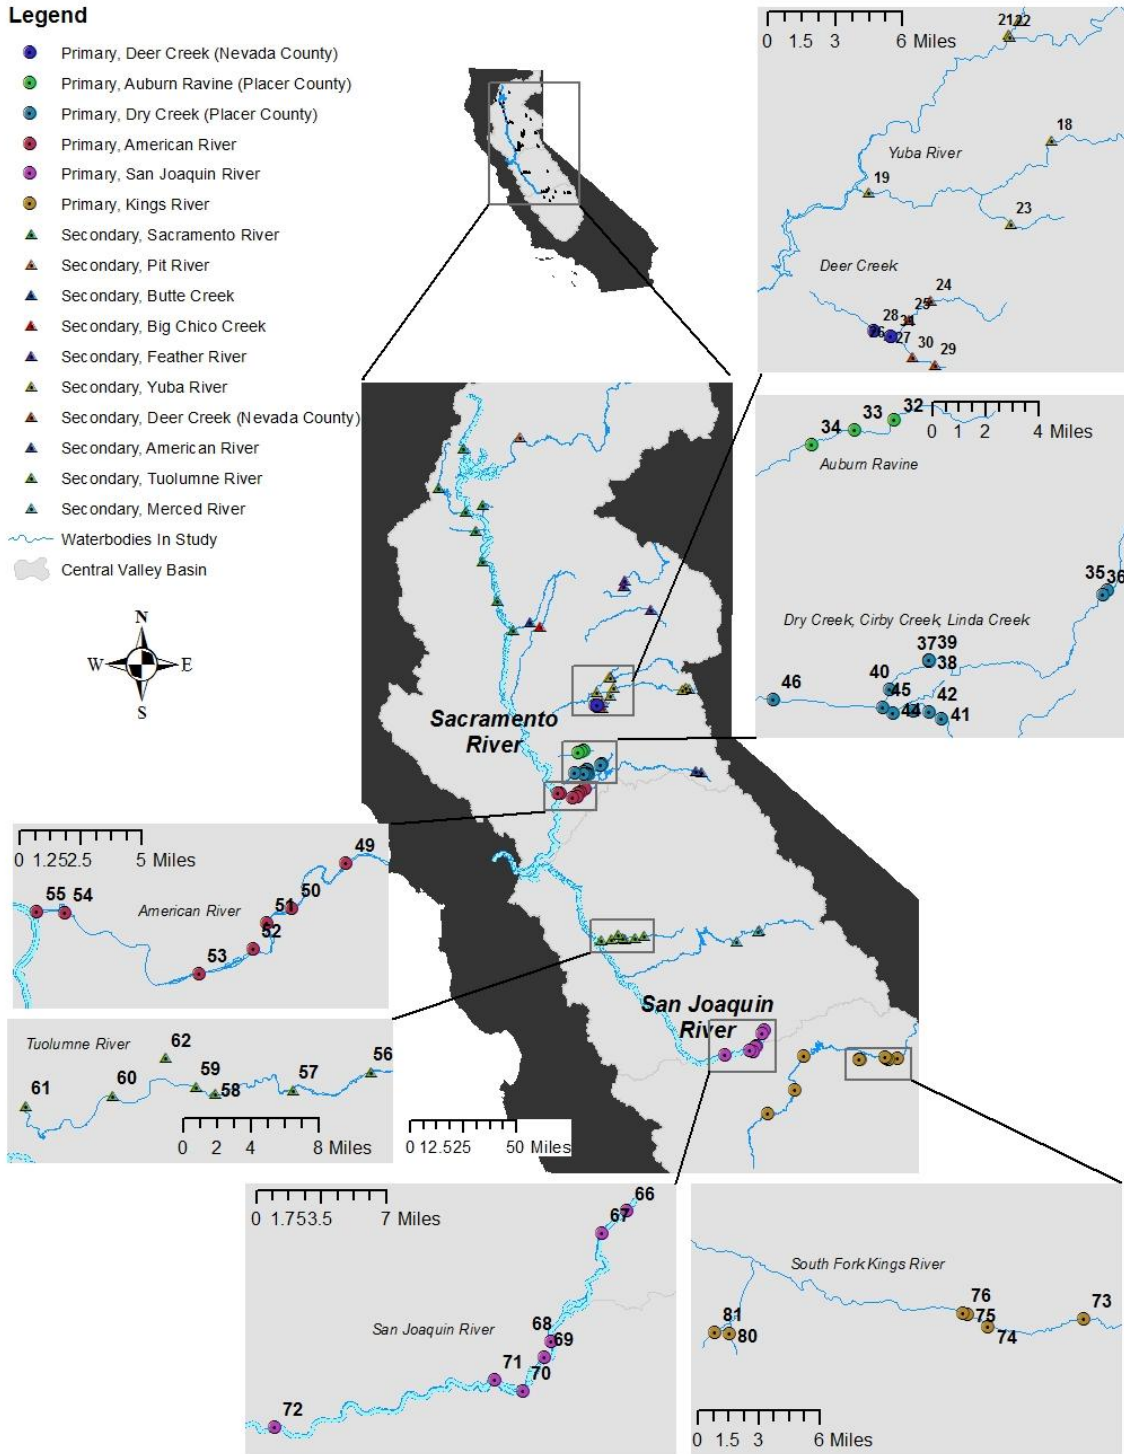 Legend
Primary, Deer Creek (Nevada County)
Primary, Auburn Ravine (Placer County)
Primary, Dry Creek (Placer County)
Primary, American River
Primary, San Joaquin River
Primary, Kings River
Secondary, Sacramento River
Secondary, Pit River
Secondary, Butte Creek
Secondary, Big Chico Creek
Secondary, Feather River
Secondary, Yuba River
Secondary, Deer Creek (Nevada County)
Secondary, American River
Secondary, Tuolumne River
Secondary, Merced River
Waterbodies In Study
Central Valley Basin
N
W E
S
0 1.5 3 6 Miles
21 22
18
Yuba River
19
23
Deer Creek
24
25
28 31
26 27
30
29
32
33
34
0 1 2 4 Miles
Auburn Ravine
35 36
Dry Creek, Cirby Creek, Linda Creek
37 39
38
40
46 45 42
44 41
Sacramento
River
San Joaquin
River
0 12.525 50 Miles
0 1.252.5 5 Miles
49
50
55 54 51
American River
52
53
Tuolumne River
62
56
59 57
61 60 58
0 2 4 8 Miles
0 1.753.5 7 Miles
66
67
68
San Joaquin River 69
71 70
72
South Fork Kings River
76 73
81 75
80 74
0 1.5 3 6 Miles